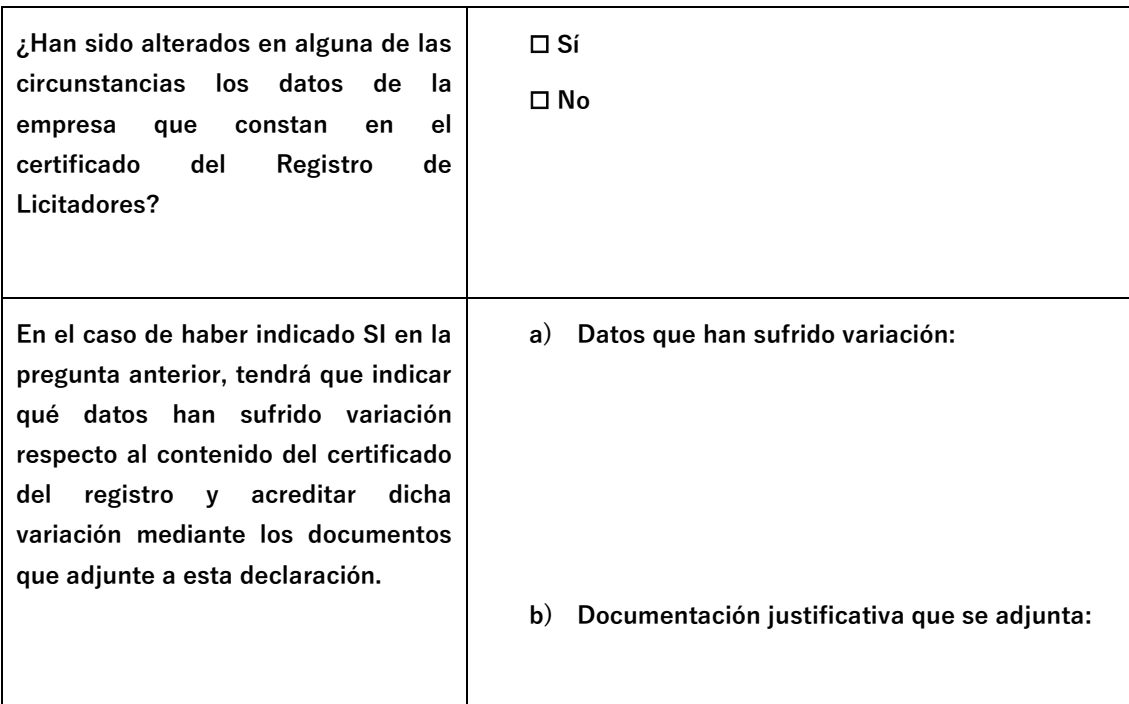 ¿Han sido alterados en alguna de las
circunstancias los datos de la
empresa que constan en el
certificado del Registro de
Licitadores?
☐ Sí
☐ No
En el caso de haber indicado SI en la
pregunta anterior, tendrá que indicar
qué datos han sufrido variación
respecto al contenido del certificado
del registro y acreditar dicha
variación mediante los documentos
que adjunte a esta declaración.
a) Datos que han sufrido variación:
b) Documentación justificativa que se adjunta: